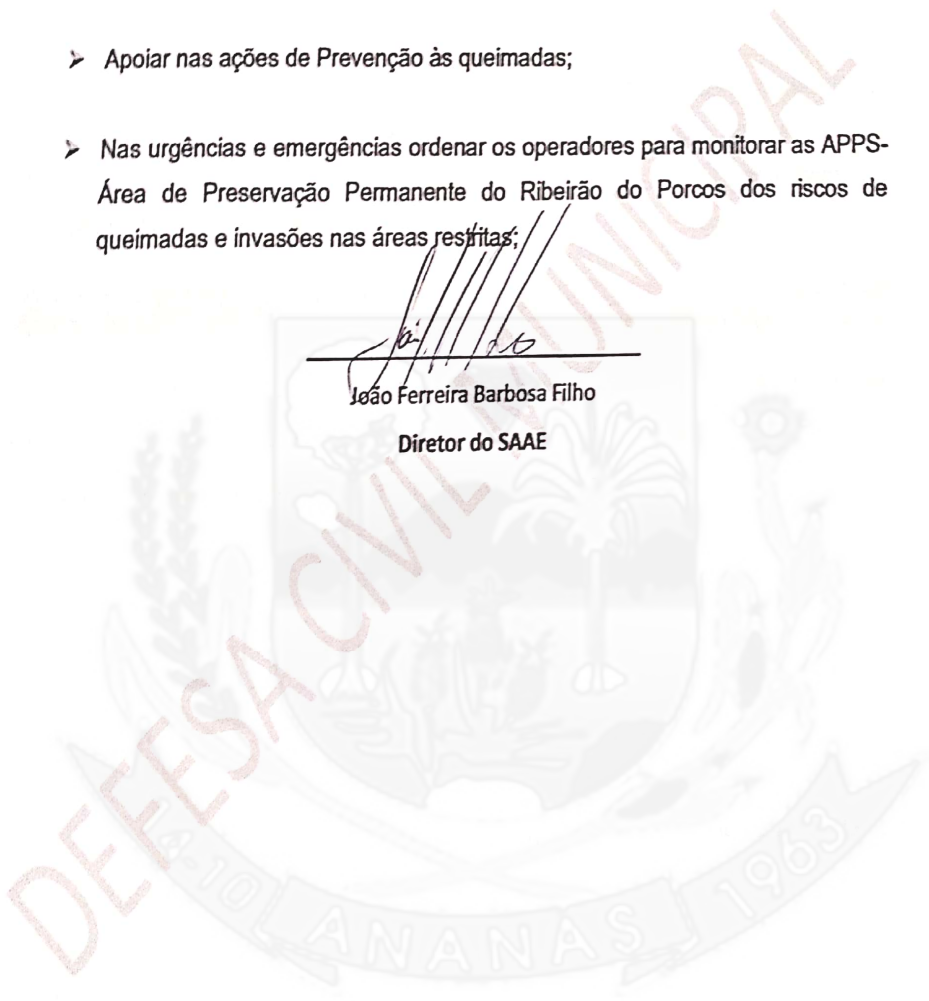 ➢ Apoiar nas ações de Prevenção às queimadas;
➢ Nas urgências e emergências ordenar os operadores para monitorar as APPS-
Área de Preservação Permanente do Ribeirão do Porcos dos riscos de
queimadas e invasões nas áreas restritas;
João Ferreira Barbosa Filho
Diretor do SAAE
DEFESA CIVIL MUNICIPAL
14-10 ANANÁS 1963